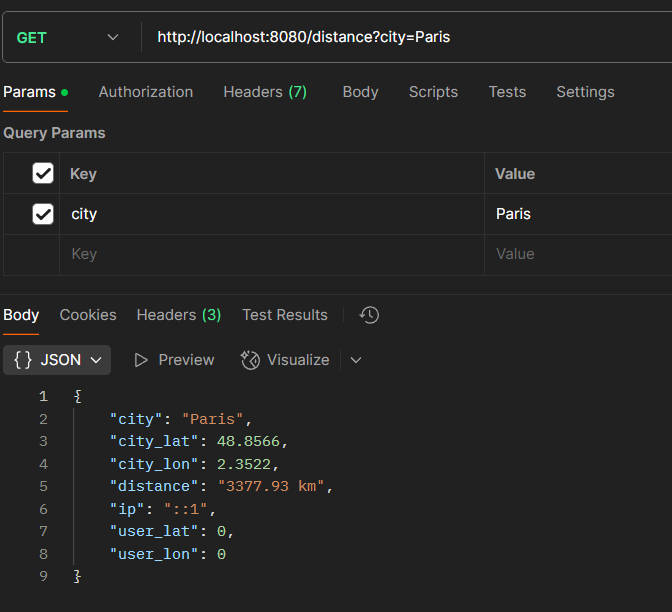 GET http://localhost:8080/distance?city=Paris
Params Authorization Headers (7) Body Scripts Tests Settings
Query Params
Key Value
city Paris
Key Value
Body Cookies Headers (3) Test Results
{ } JSON Preview Visualize
1 {
2 "city": "Paris",
3 "city_lat": 48.8566,
4 "city_lon": 2.3522,
5 "distance": "3377.93 km",
6 "ip": "::1",
7 "user_lat": 0,
8 "user_lon": 0
9 }